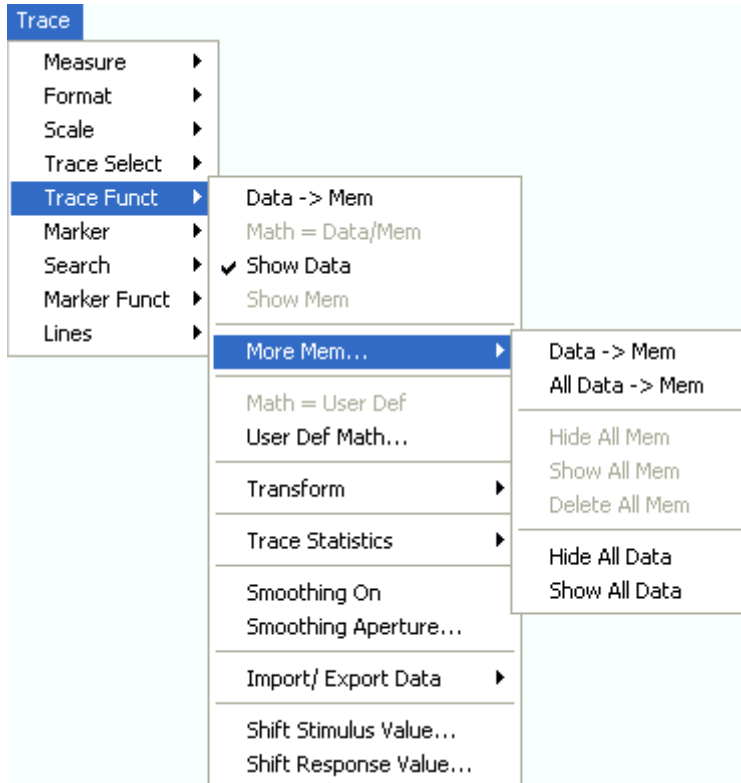 Trace
Measure
Format
Scale
Trace Select
Trace Funct
Marker
Search
Marker Funct
Lines
Data -> Mem
Math = Data/Mem
Show Data
Show Mem
More Mem...
Math = User Def
User Def Math...
Transform
Trace Statistics
Smoothing On
Smoothing Aperture...
Import/ Export Data
Shift Stimulus Value...
Shift Response Value...
Data -> Mem
All Data -> Mem
Hide All Mem
Show All Mem
Delete All Mem
Hide All Data
Show All Data